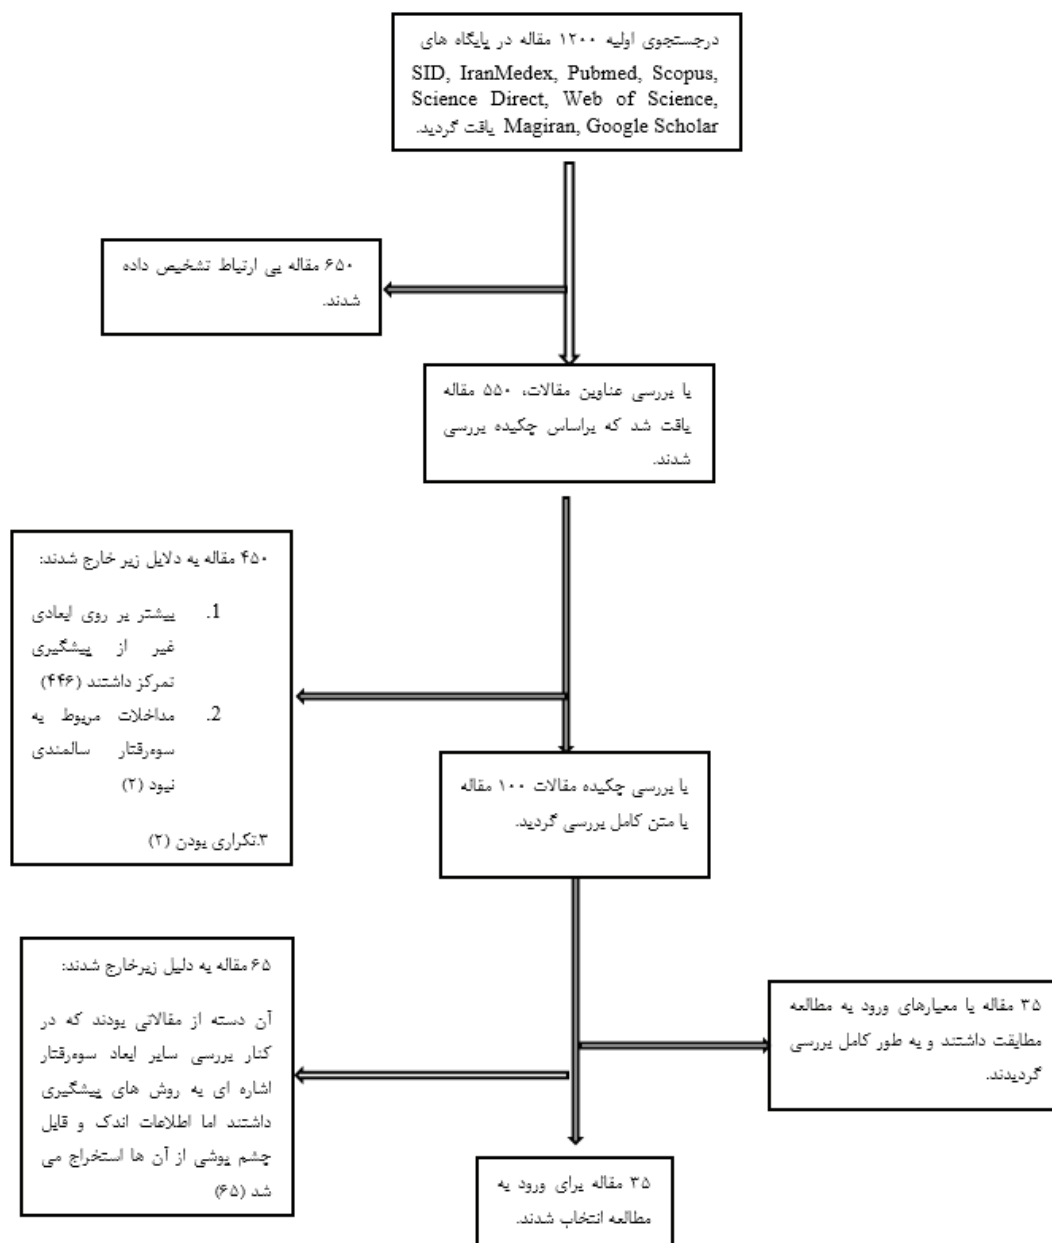 درجستجوی اولیه ۱۲۰۰ مقاله در پایگاه های
SID, IranMedex, Pubmed, Scopus,
Science Direct, Web of Science,
Magiran, Google Scholar یافت گردید.
۶۵۰ مقاله بی ارتباط تشخیص داده
شدند.
با بررسی عناوین مقالات، ۵۵۰ مقاله
یافت شد که براساس چکیده بررسی
شدند.
۴۵۰ مقاله به دلایل زیر خارج شدند:
1. بیشتر بر روی ابعادی
غیر از پیشگیری
تمرکز داشتند (۴۴۶)
2. مداخلات مربوط به
سوءرفتار سالمندی
نبود (۲)
۳.تکراری بودن (۲)
با بررسی چکیده مقالات ۱۰۰ مقاله
با متن کامل بررسی گردید.
۶۵ مقاله به دلیل زیرخارج شدند:
آن دسته از مقالاتی بودند که در
کنار بررسی سایر ابعاد سوءرفتار
اشاره ای به روش های پیشگیری
داشتند اما اطلاعات اندک و قابل
چشم پوشی از آن ها استخراج می
شد (۶۵)
۳۵ مقاله با معیارهای ورود به مطالعه
مطابقت داشتند و به طور کامل بررسی
گردیدند.
۳۵ مقاله برای ورود به
مطالعه انتخاب شدند.